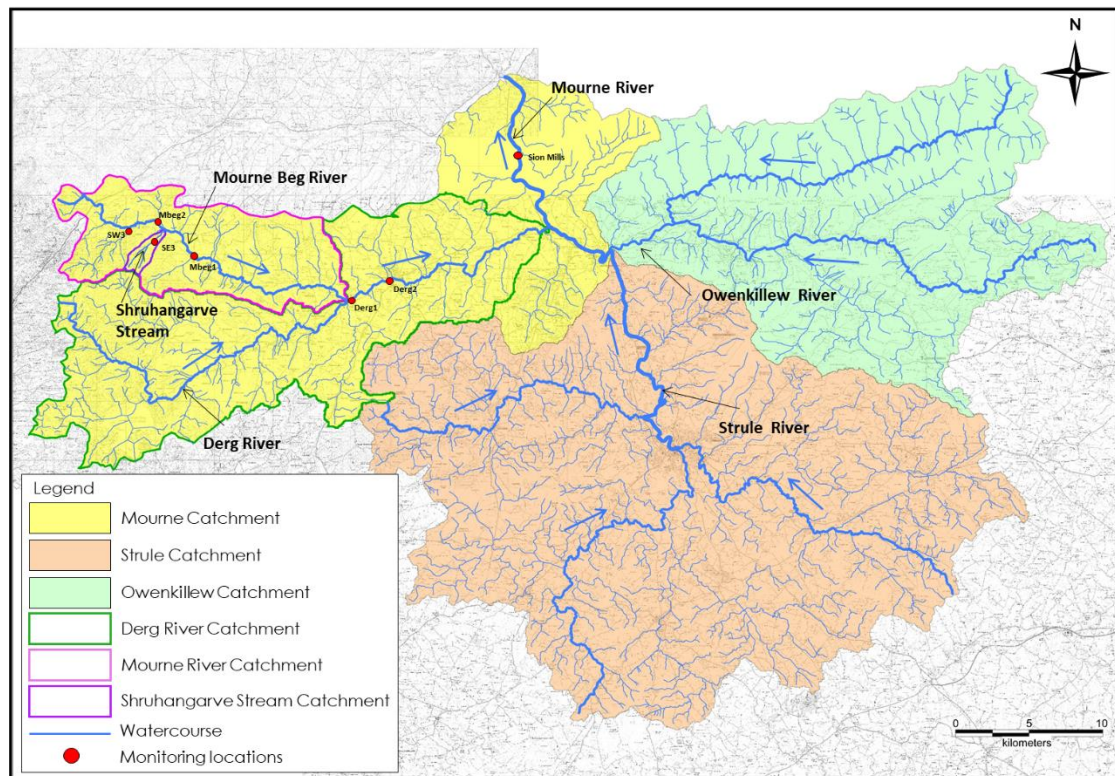 N
Mourne River
Sion Mills
Mourne Beg River
Mbeg2
SW3
SE3
Mbeg1
Shruhangarve
Stream
Derg2
Derg1
Owenkillew River
Derg River
Strule River
Legend
Mourne Catchment
Strule Catchment
Owenkillew Catchment
Derg River Catchment
Mourne River Catchment
Shruhangarve Stream Catchment
Watercourse
Monitoring locations
0 5 10
kilometers